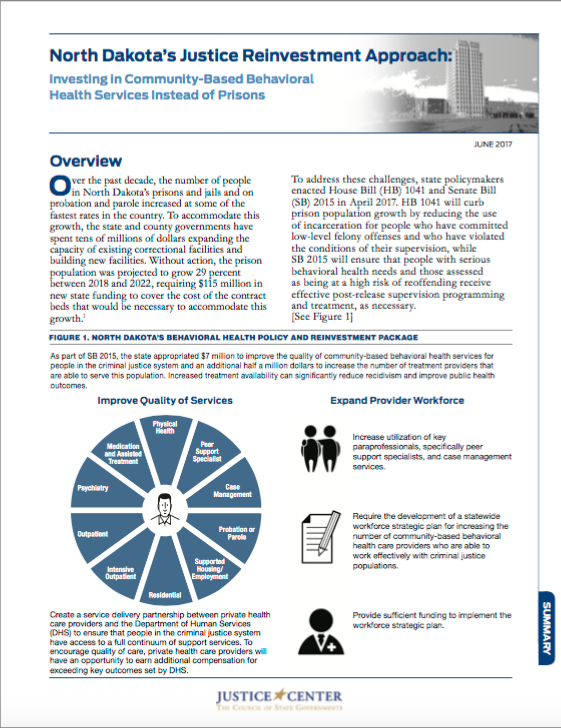 North Dakota's Justice Reinvestment Approach:
Investing in Community-Based Behavioral
Health Services Instead of Prisons
JUNE 2017
Overview
Over the past decade, the number of people
in North Dakota's prisons and jails and on
probation and parole increased at some of the
fastest rates in the country. To accommodate this
growth, the state and county governments have
spent tens of millions of dollars expanding the
capacity of existing correctional facilities and
building new facilities. Without action, the prison
population was projected to grow 29 percent
between 2018 and 2022, requiring $115 million in
new state funding to cover the cost of the contract
beds that would be necessary to accommodate this
growth.1
To address these challenges, state policymakers
enacted House Bill (HB) 1041 and Senate Bill
(SB) 2015 in April 2017. HB 1041 will curb
prison population growth by reducing the use
of incarceration for people who have committed
low-level felony offenses and who have violated
the conditions of their supervision, while
SB 2015 will ensure that people with serious
behavioral health needs and those assessed
as being at a high risk of reoffending receive
effective post-release supervision programming
and treatment, as necessary.
[See Figure 1]
FIGURE 1. NORTH DAKOTA'S BEHAVIORAL HEALTH POLICY AND REINVESTMENT PACKAGE
As part of SB 2015, the state appropriated $7 million to improve the quality of community-based behavioral health services for
people in the criminal justice system and an additional half a million dollars to increase the number of treatment providers that
are able to serve this population. Increased treatment availability can significantly reduce recidivism and improve public health
outcomes.
Improve Quality of Services
Physical
Health
Peer
Support
Specialist
Case
Management
Probation or
Parole
Supported
Housing/
Employment
Residential
Intensive
Outpatient
Outpatient
Psychiatry
Medication
and Assisted
Treatment
Create a service delivery partnership between private health
care providers and the Department of Human Services
(DHS) to ensure that people in the criminal justice system
have access to a full continuum of support services. To
encourage quality of care, private health care providers will
have an opportunity to earn additional compensation for
exceeding key outcomes set by DHS.
Expand Provider Workforce
Increase utilization of key
paraprofessionals, specifically peer
support specialists, and case management
services.
Require the development of a statewide
workforce strategic plan for increasing the
number of community-based behavioral
health care providers who are able to
work effectively with criminal justice
populations.
Provide sufficient funding to implement the
workforce strategic plan.
SUMMARY
JUSTICE CENTER
THE COUNCIL OF STATE GOVERNMENTS